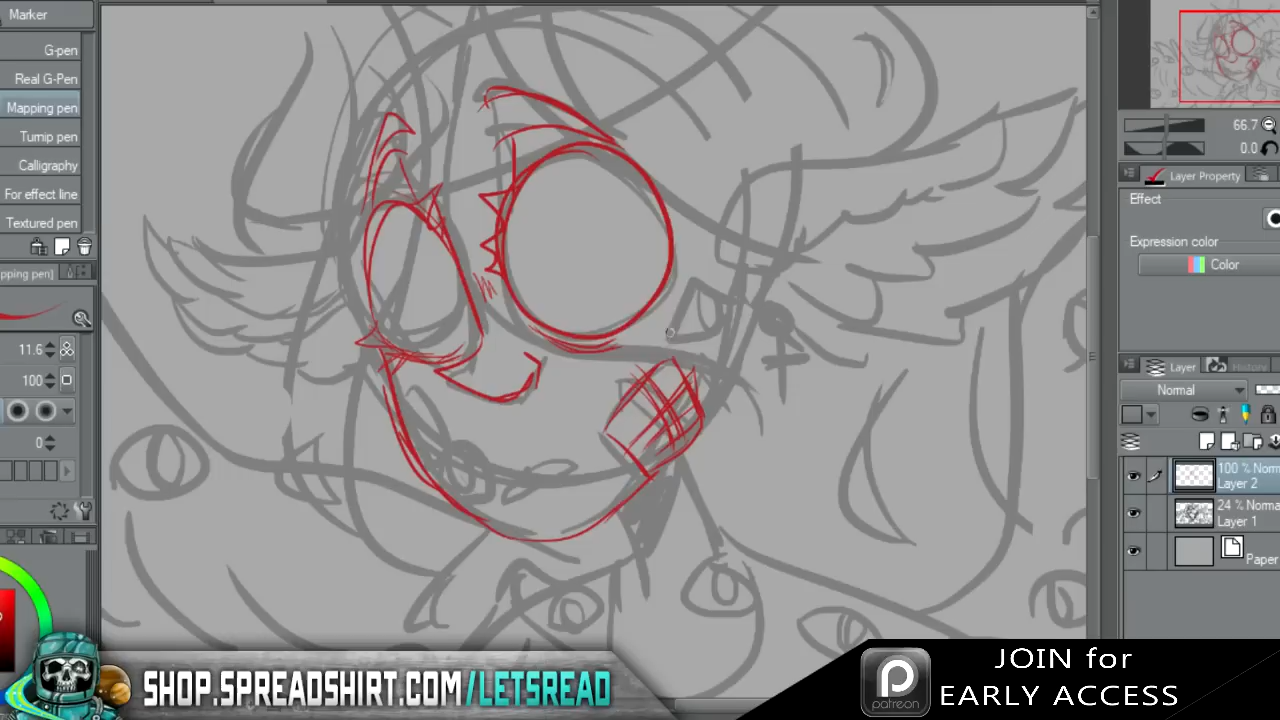 Marker
G-pen
Real G-Pen
Mapping pen
Turnip pen
Calligraphy
For effect line
Textured pen
apping pen]
11.6
100
0
66.7
0.0
Layer Property
Effect
Expression color
Color
Layer
History
Normal
100 % Norm
Layer 2
24 % Norma
Layer 1
Paper
SHOP.SPREADSHIRT.COM/LETSREAD
patreon
JOIN for
EARLY ACCESS